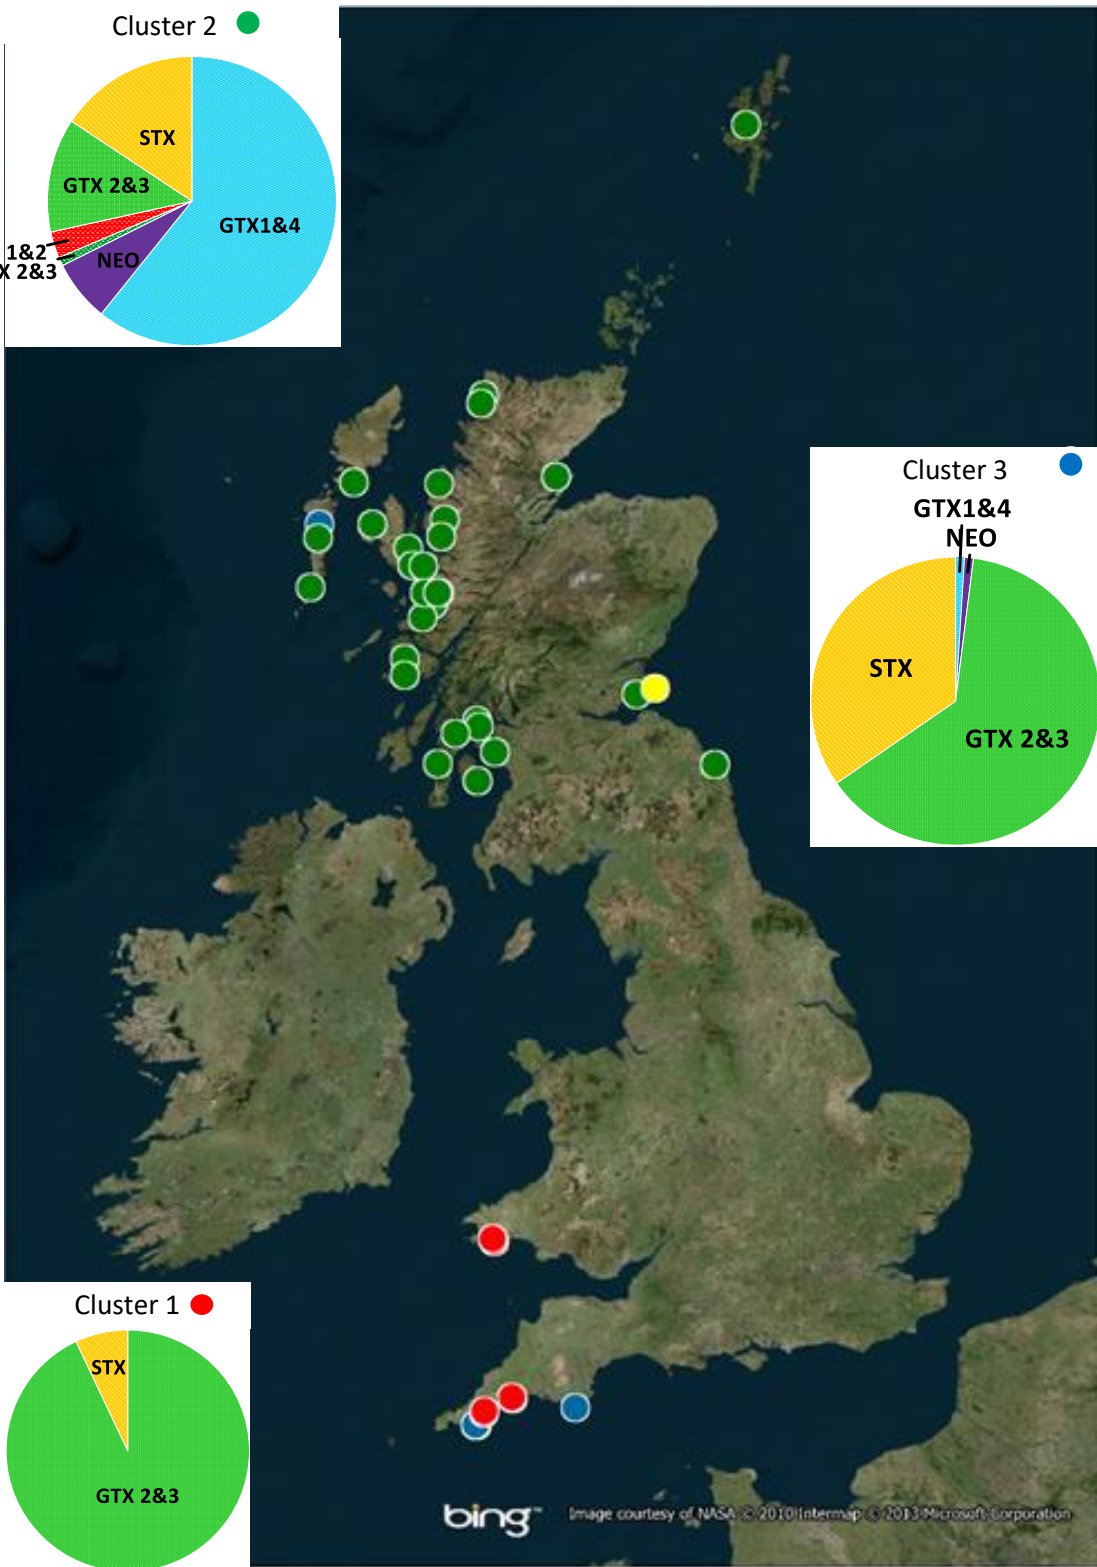 Cluster 2
STX
GTX 2&3
GTX1&4
1&2
X 2&3
NEO
Cluster 3
GTX1&4
NEO
STX
GTX 2&3
Cluster 1
STX
GTX 2&3
bing™ Image courtesy of NASA © 2010 Intermap © 2013 Microsoft Corporation